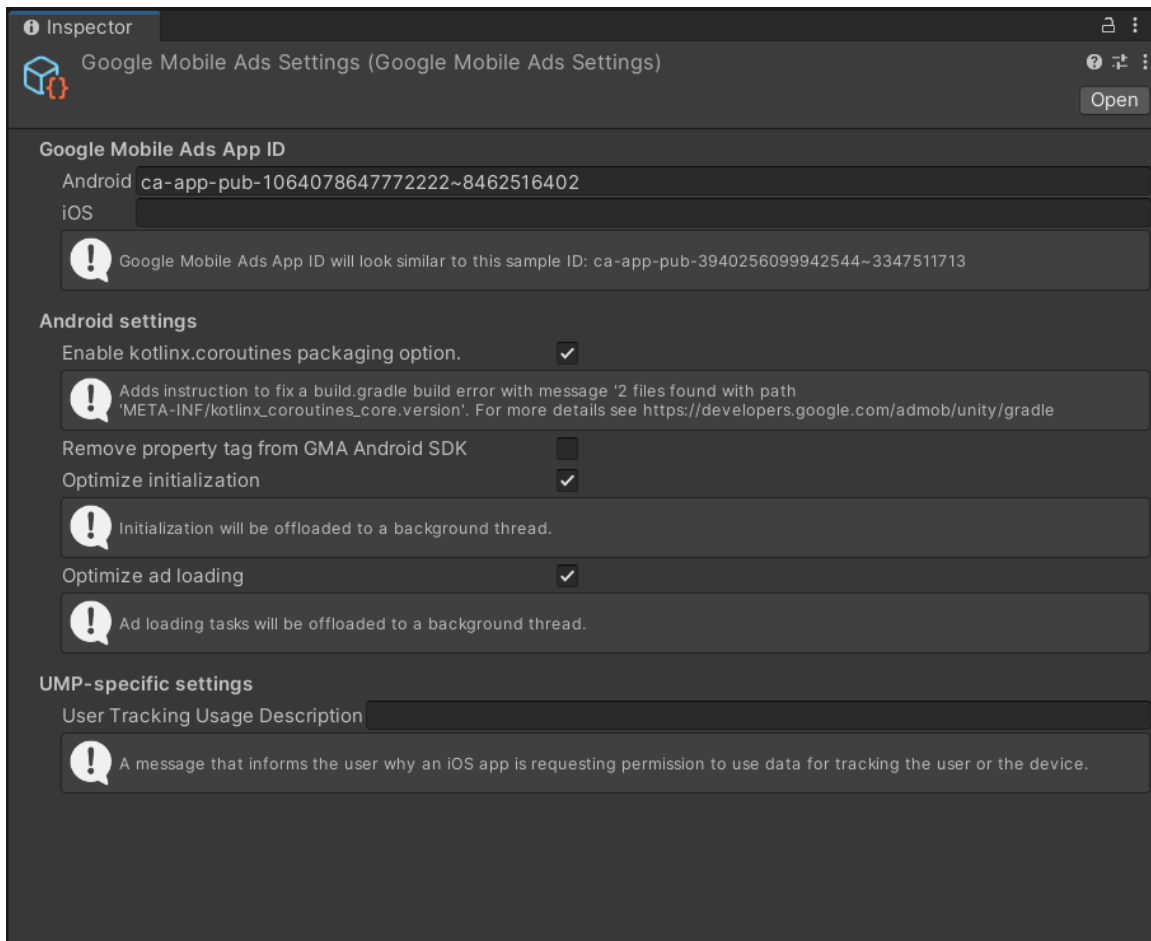 Inspector
Google Mobile Ads Settings (Google Mobile Ads Settings)
Open
Google Mobile Ads App ID
Android ca-app-pub-1064078647772222~8462516402
iOS
Google Mobile Ads App ID will look similar to this sample ID: ca-app-pub-3940256099942544~3347511713
Android settings
Enable kotlinx.coroutines packaging option.
Adds instruction to fix a build.gradle build error with message '2 files found with path
'META-INF/kotlinx_coroutines_core.version'. For more details see https://developers.google.com/admob/unity/gradle
Remove property tag from GMA Android SDK
Optimize initialization
Initialization will be offloaded to a background thread.
Optimize ad loading
Ad loading tasks will be offloaded to a background thread.
UMP-specific settings
User Tracking Usage Description
A message that informs the user why an iOS app is requesting permission to use data for tracking the user or the device.